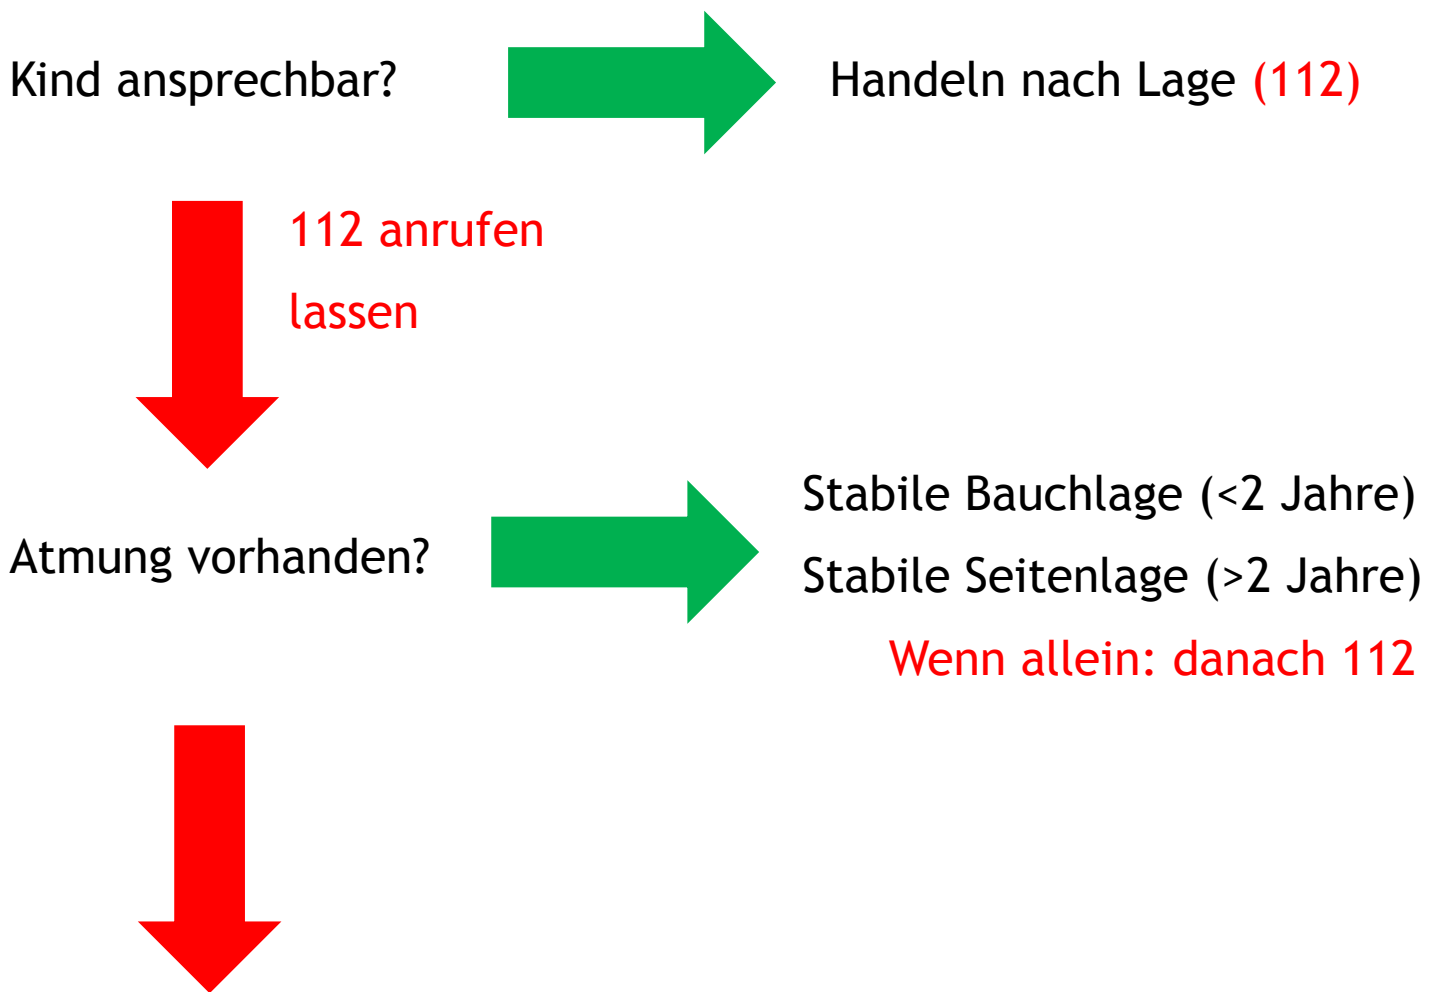 Kind ansprechbar?
Handeln nach Lage (112)
112 anrufen
lassen
Atmung vorhanden?
Stabile Bauchlage (<2 Jahre)
Stabile Seitenlage (>2 Jahre)
Wenn allein: danach 112